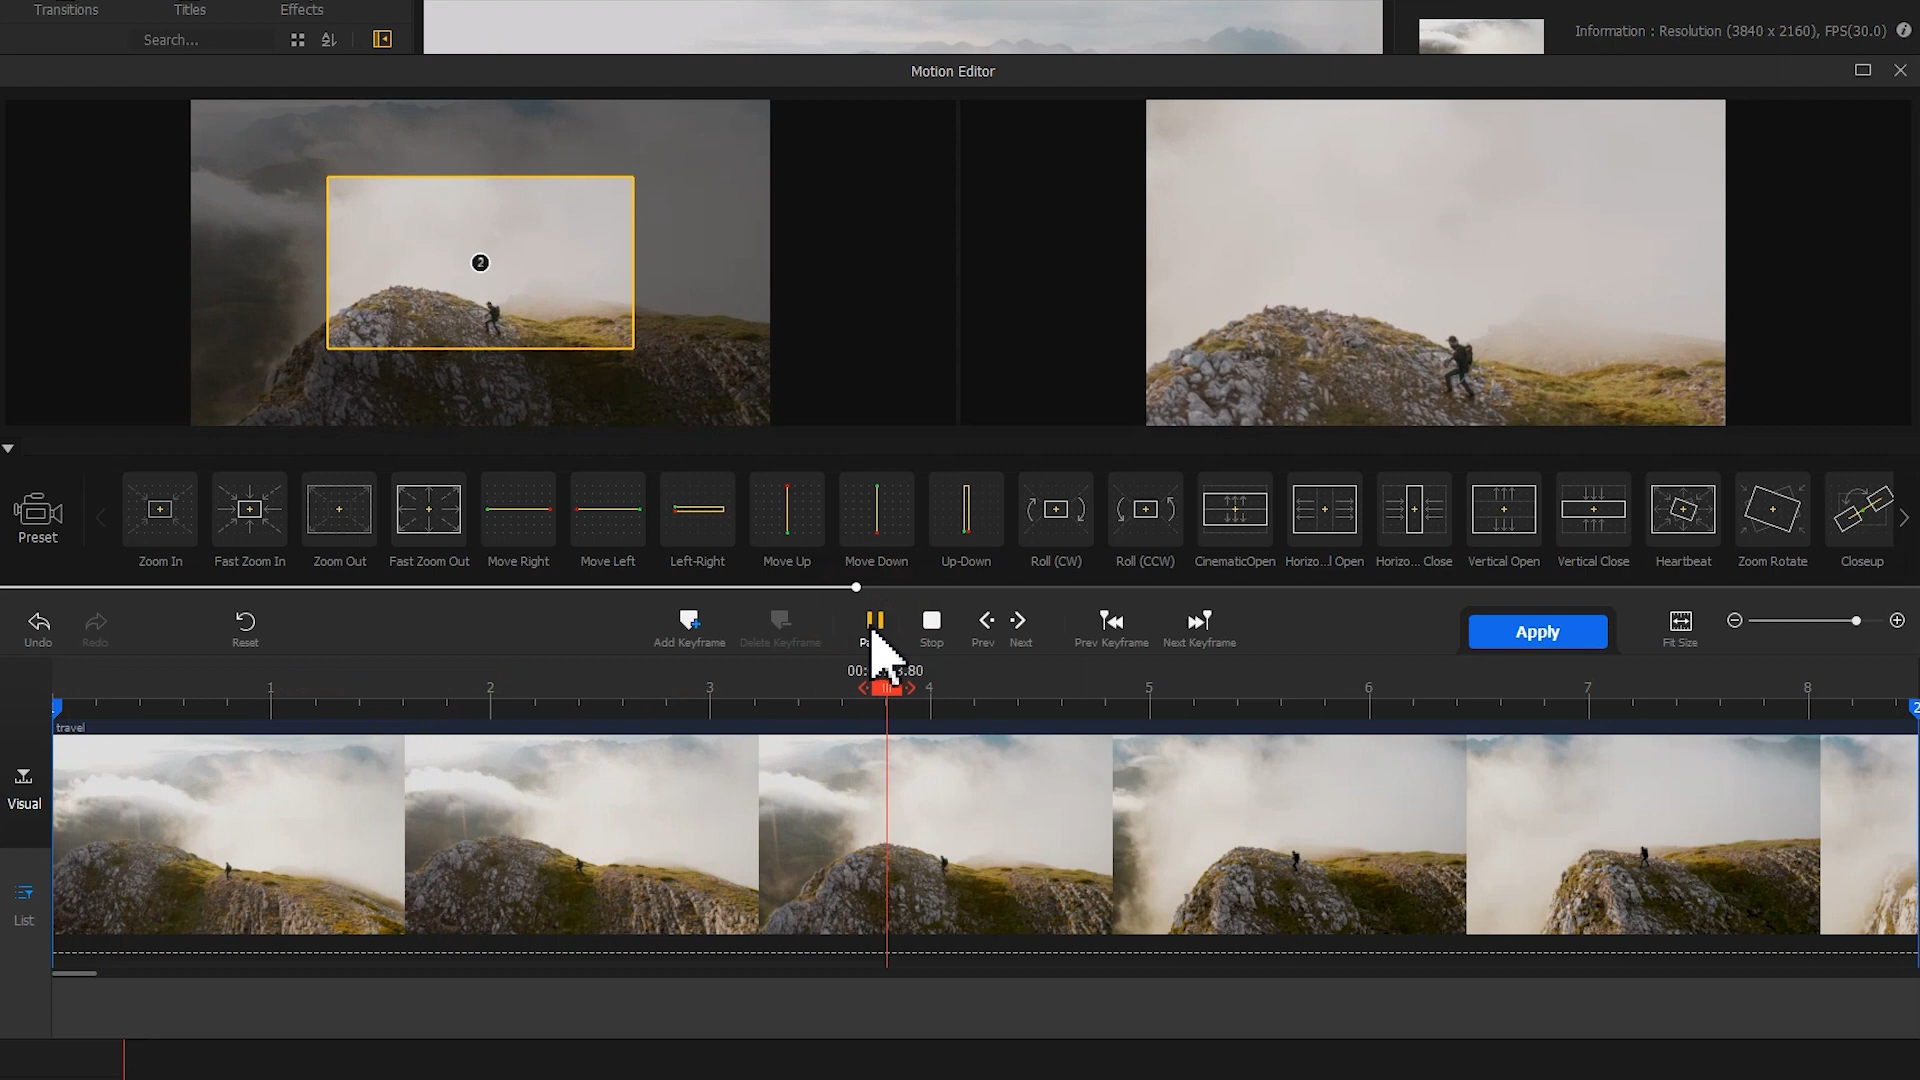 Transitions Titles Effects
Search...
Information : Resolution (3840 x 2160), FPS(30.0)
Motion Editor
2
Preset
Zoom In Fast Zoom In Zoom Out Fast Zoom Out Move Right Move Left Left-Right Move Up Move Down Up-Down Roll (CW) Roll (CCW) CinematicOpen Horizo...l Open Horizo... Close Vertical Open Vertical Close Heartbeat Zoom Rotate Closeup
Undo Redo Reset Add Keyframe Delete Keyframe Stop Prev Next Prev Keyframe Next Keyframe Apply Fit Size
1 2 3 4 5 6 7 8
2
travel
Visual
List